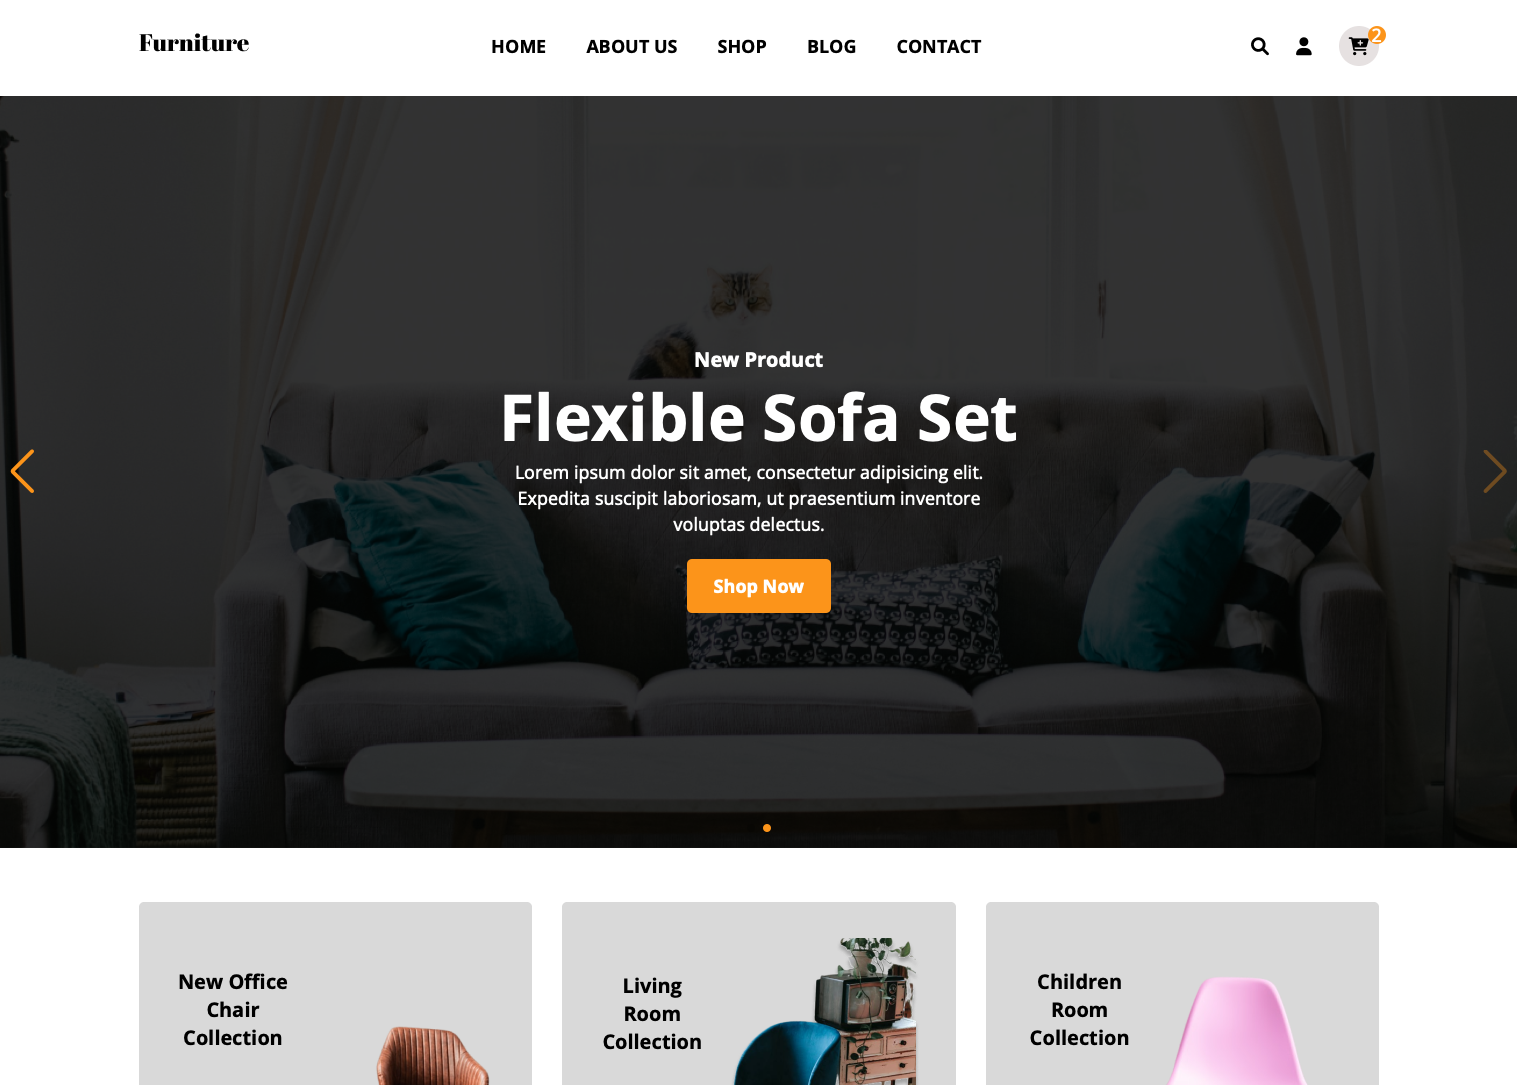 Furniture
HOME ABOUT US SHOP BLOG CONTACT
2
New Product
Flexible Sofa Set
Lorem ipsum dolor sit amet, consectetur adipisicing elit.
Expedita suscipit laboriosam, ut praesentium inventore
voluptas delectus.
Shop Now
New Office
Chair
Collection
Living
Room
Collection
Children
Room
Collection